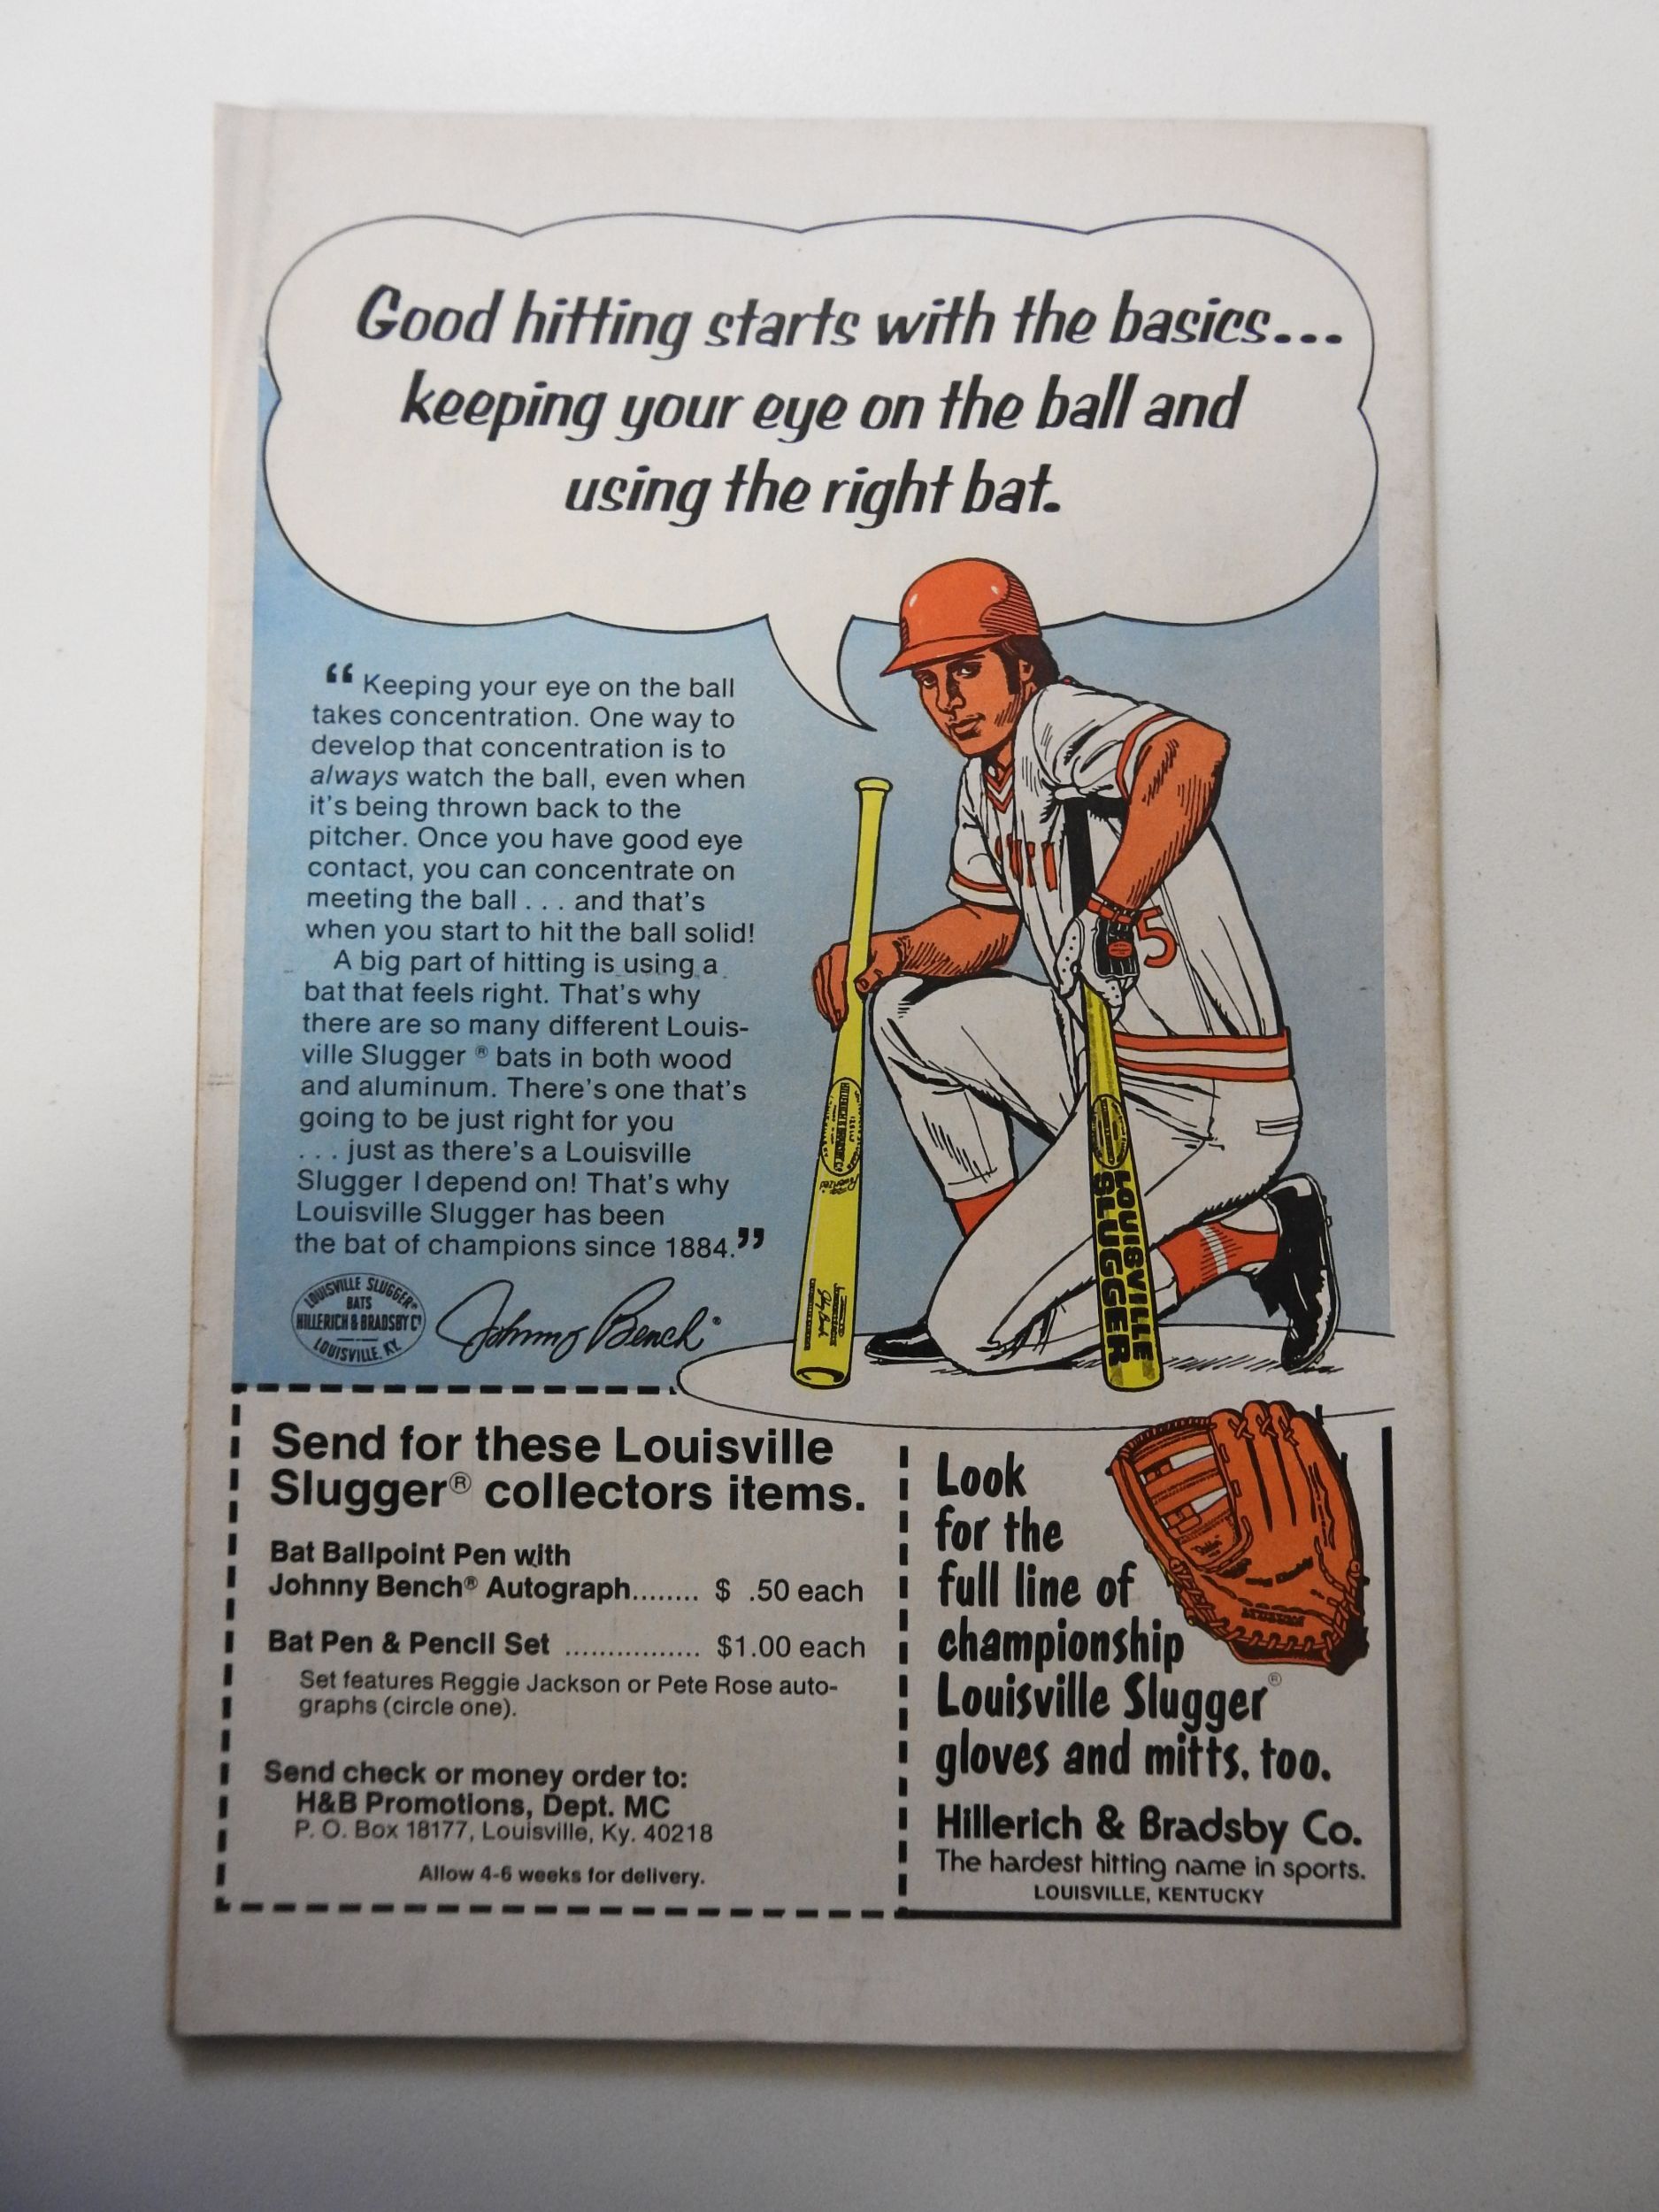 Good hitting starts with the basics...
keeping your eye on the ball and
using the right bat.
“ Keeping your eye on the ball
takes concentration. One way to
develop that concentration is to
always watch the ball, even when
it's being thrown back to the
pitcher. Once you have good eye
contact, you can concentrate on
meeting the ball . . . and that's
when you start to hit the ball solid!
A big part of hitting is using a
bat that feels right. That's why
there are so many different Louis-
ville Slugger ® bats in both wood
and aluminum. There's one that's
going to be just right for you
. . . just as there's a Louisville
Slugger I depend on! That's why
Louisville Slugger has been
the bat of champions since 1884.”
LOUISVILLE SLUGGER®
BATS
HILLERICH & BRADSBY Cº
LOUISVILLE, KY.
Johnny Bench®
5
LOUISVILLE
SLUGGER
Send for these Louisville
Slugger® collectors items.
Bat Ballpoint Pen with
Johnny Bench® Autograph........ $ .50 each
Bat Pen & Pencil Set ................ $1.00 each
Set features Reggie Jackson or Pete Rose auto-
graphs (circle one).
Send check or money order to:
H&B Promotions, Dept. MC
P. O. Box 18177, Louisville, Ky. 40218
Allow 4-6 weeks for delivery.
Look
for the
full line of
championship
Louisville Slugger®
gloves and mitts, too.
Hillerich & Bradsby Co.
The hardest hitting name in sports.
LOUISVILLE, KENTUCKY